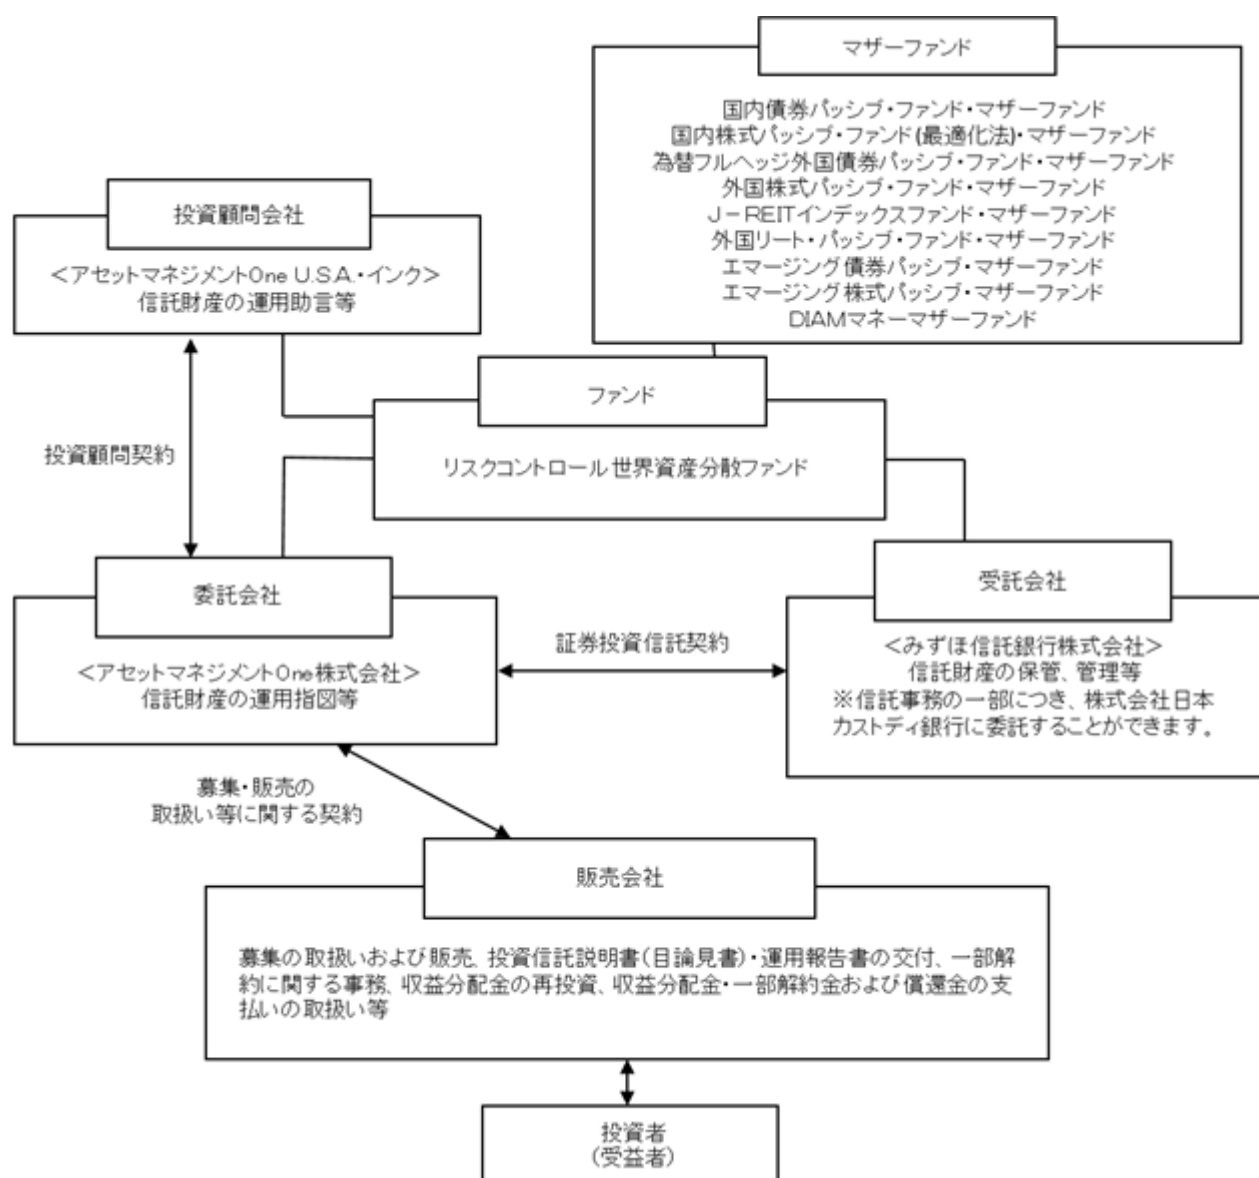 マザーファンド
国内債券パッシブ・ファンド・マザーファンド
国内株式パッシブ・ファンド(最適化法)・マザーファンド
為替フルヘッジ外国債券パッシブ・ファンド・マザーファンド
外国株式パッシブ・ファンド・マザーファンド
J-REITインデックスファンド・マザーファンド
外国リート・パッシブ・ファンド・マザーファンド
エマージング債券パッシブ・マザーファンド
エマージング株式パッシブ・マザーファンド
DIAMマネーマザーファンド
投資顧問会社
<アセットマネジメントOne U.S.A.・インク>
信託財産の運用助言等
ファンド
リスクコントロール世界資産分散ファンド
投資顧問契約
委託会社
<アセットマネジメントOne株式会社>
信託財産の運用指図等
証券投資信託契約
受託会社
<みずほ信託銀行株式会社>
信託財産の保管、管理等
※信託事務の一部につき、株式会社日本
カストディ銀行に委託することができます。
募集・販売の
取扱い等に関する契約
販売会社
募集の取扱いおよび販売、投資信託説明書(目論見書)・運用報告書の交付、一部解
約に関する事務、収益分配金の再投資、収益分配金・一部解約金および償還金の支
払いの取扱い等
投資者
(受益者)